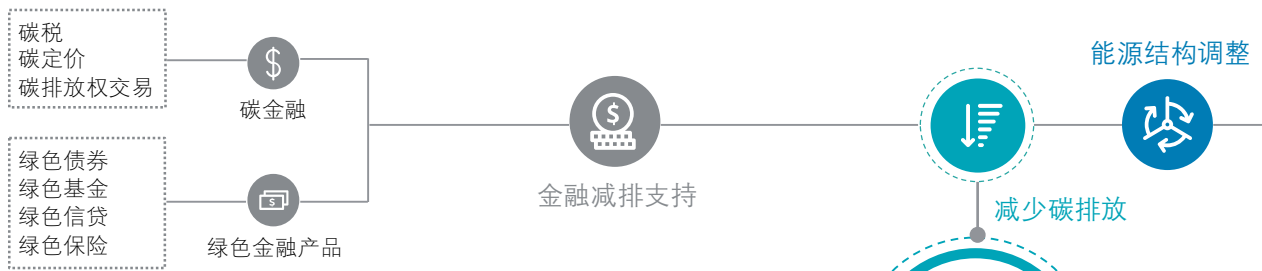 碳税
碳定价
碳排放权交易
$
碳金融
绿色债券
绿色基金
绿色信贷
绿色保险
$
绿色金融产品
$
金融减排支持
减少碳排放
能源结构调整